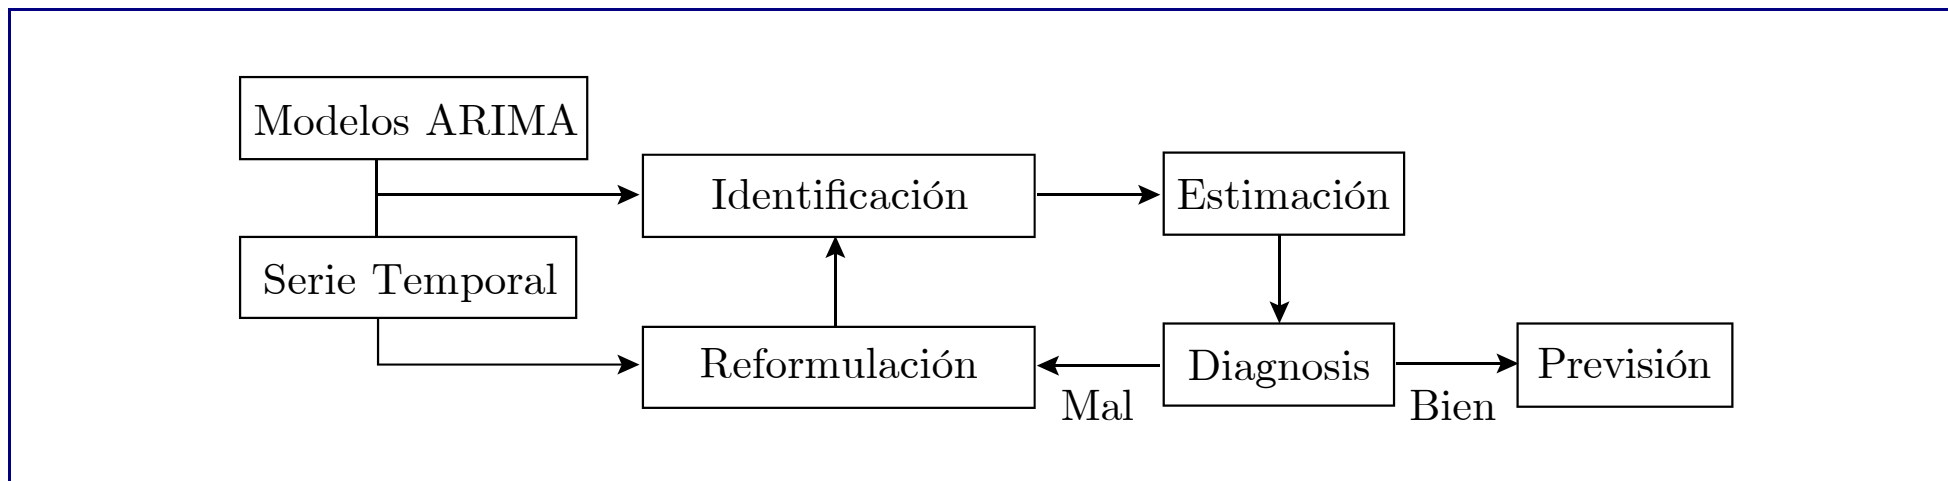 Modelos ARIMA
Identificación
Estimación
Serie Temporal
Reformulación
Diagnosis
Previsión
Mal
Bien